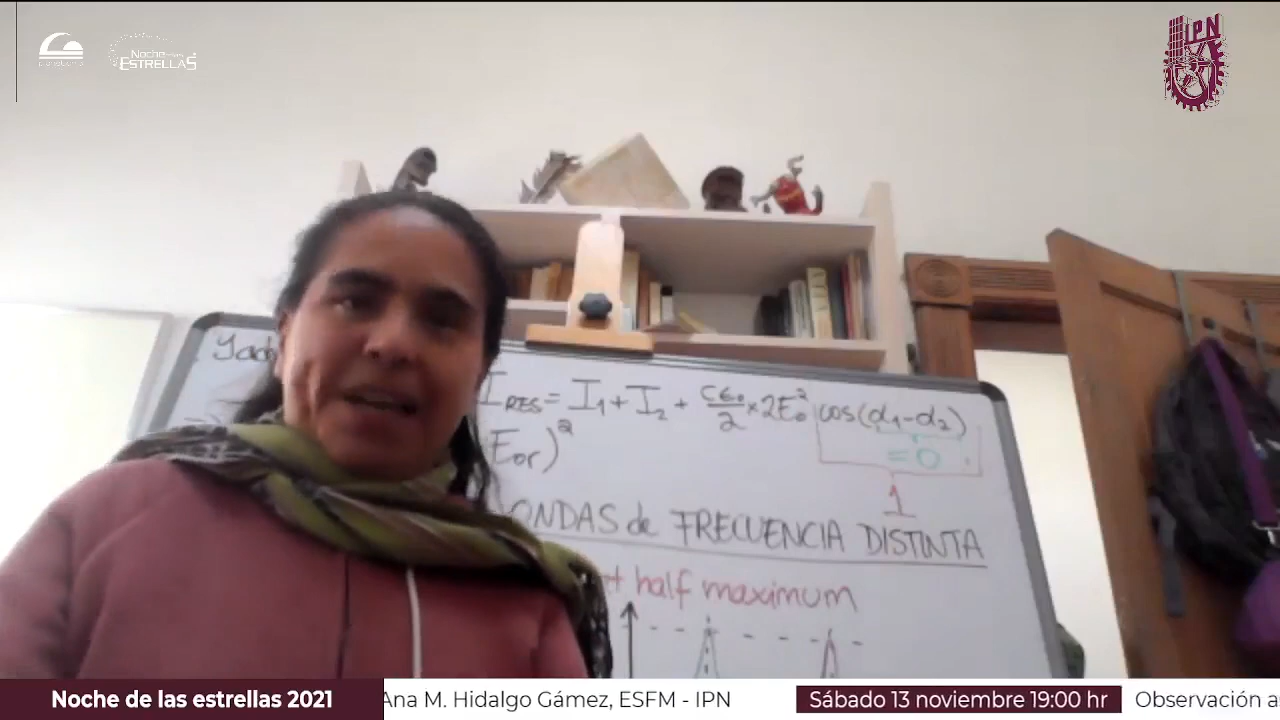 Noche ESTRELLAS
IPN
I_RES = I₁ + I₂ + cε₀/2 × 2E₀² cos(α₁-α₂)
= 0
E₀r)²
1
ONDAS de FRECUENCIA DISTINTA
half maximum
Noche de las estrellas 2021
Ana M. Hidalgo Gámez, ESFM - IPN
Sábado 13 noviembre 19:00 hr
Observación a